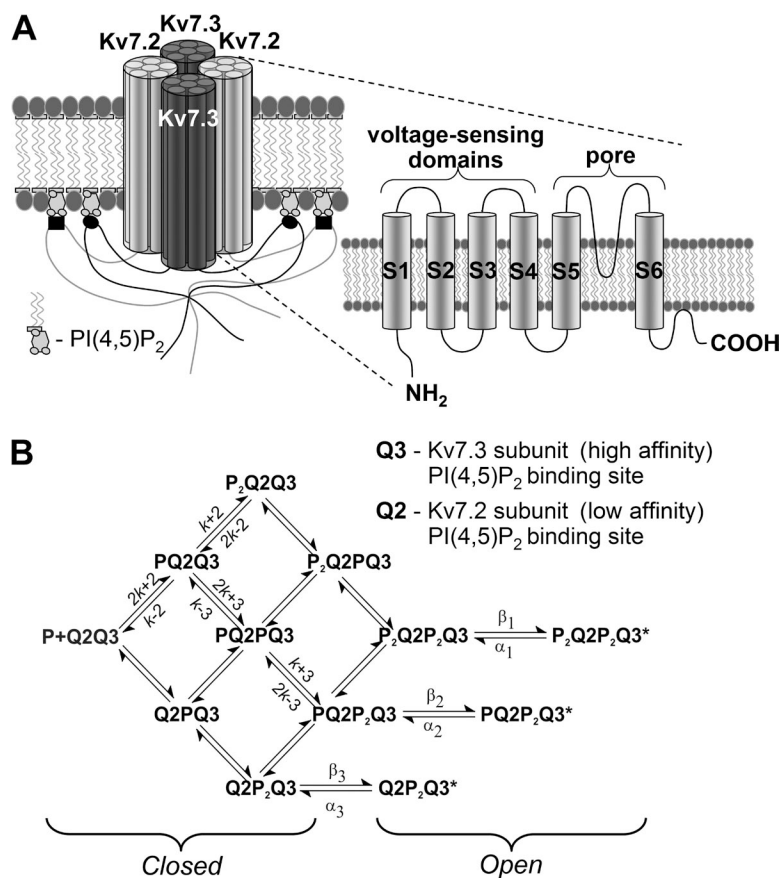 A
Kv7.3
Kv7.2 Kv7.2
Kv7.3
voltage-sensing
domains
pore
S1 S2 S3 S4 S5 S6
- PI(4,5)P₂
COOH
NH₂
B
Q3 - Kv7.3 subunit (high affinity)
PI(4,5)P₂ binding site
Q2 - Kv7.2 subunit (low affinity)
PI(4,5)P₂ binding site
P₂Q2Q3
k+2
2k-2
PQ2Q3 P₂Q2PQ3
2k+2
k-2
2k+3
k-3
P+Q2Q3 PQ2PQ3 P₂Q2P₂Q3 β₁ α₁ P₂Q2P₂Q3*
k+3
2k-3
Q2PQ3 PQ2P₂Q3 β₂ α₂ PQ2P₂Q3*
Q2P₂Q3 β₃ α₃ Q2P₂Q3*
Closed Open